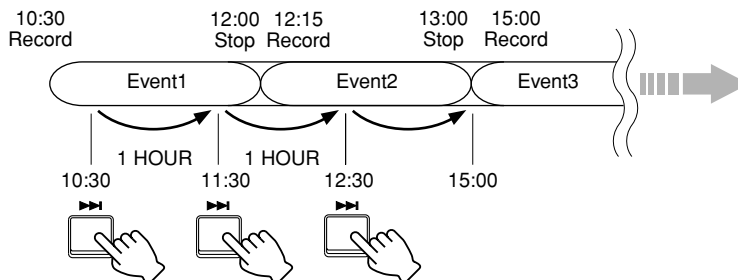 10:30 12:00 12:15 13:00 15:00
Record Stop Record Stop Record
Event1 Event2 Event3
1 HOUR 1 HOUR
10:30 11:30 12:30 15:00